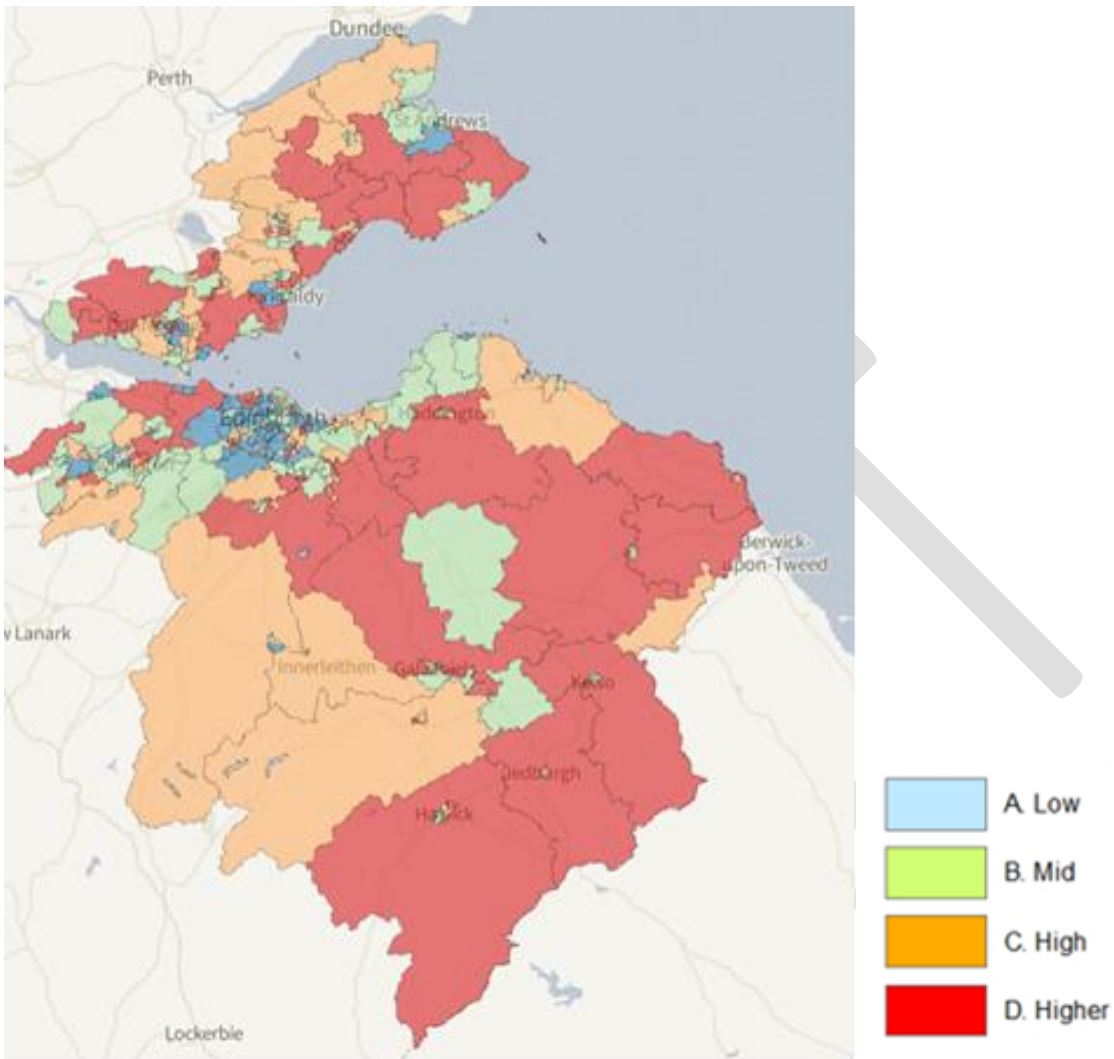 Dundee
Perth
St Andrews
Kirkcaldy
Edinburgh
Haddington
Berwick-
upon-Tweed
w Lanark
Innerleithen
Galashiels
Kelso
Jedburgh
Hawick
Lockerbie
A. Low
B. Mid
C. High
D. Higher